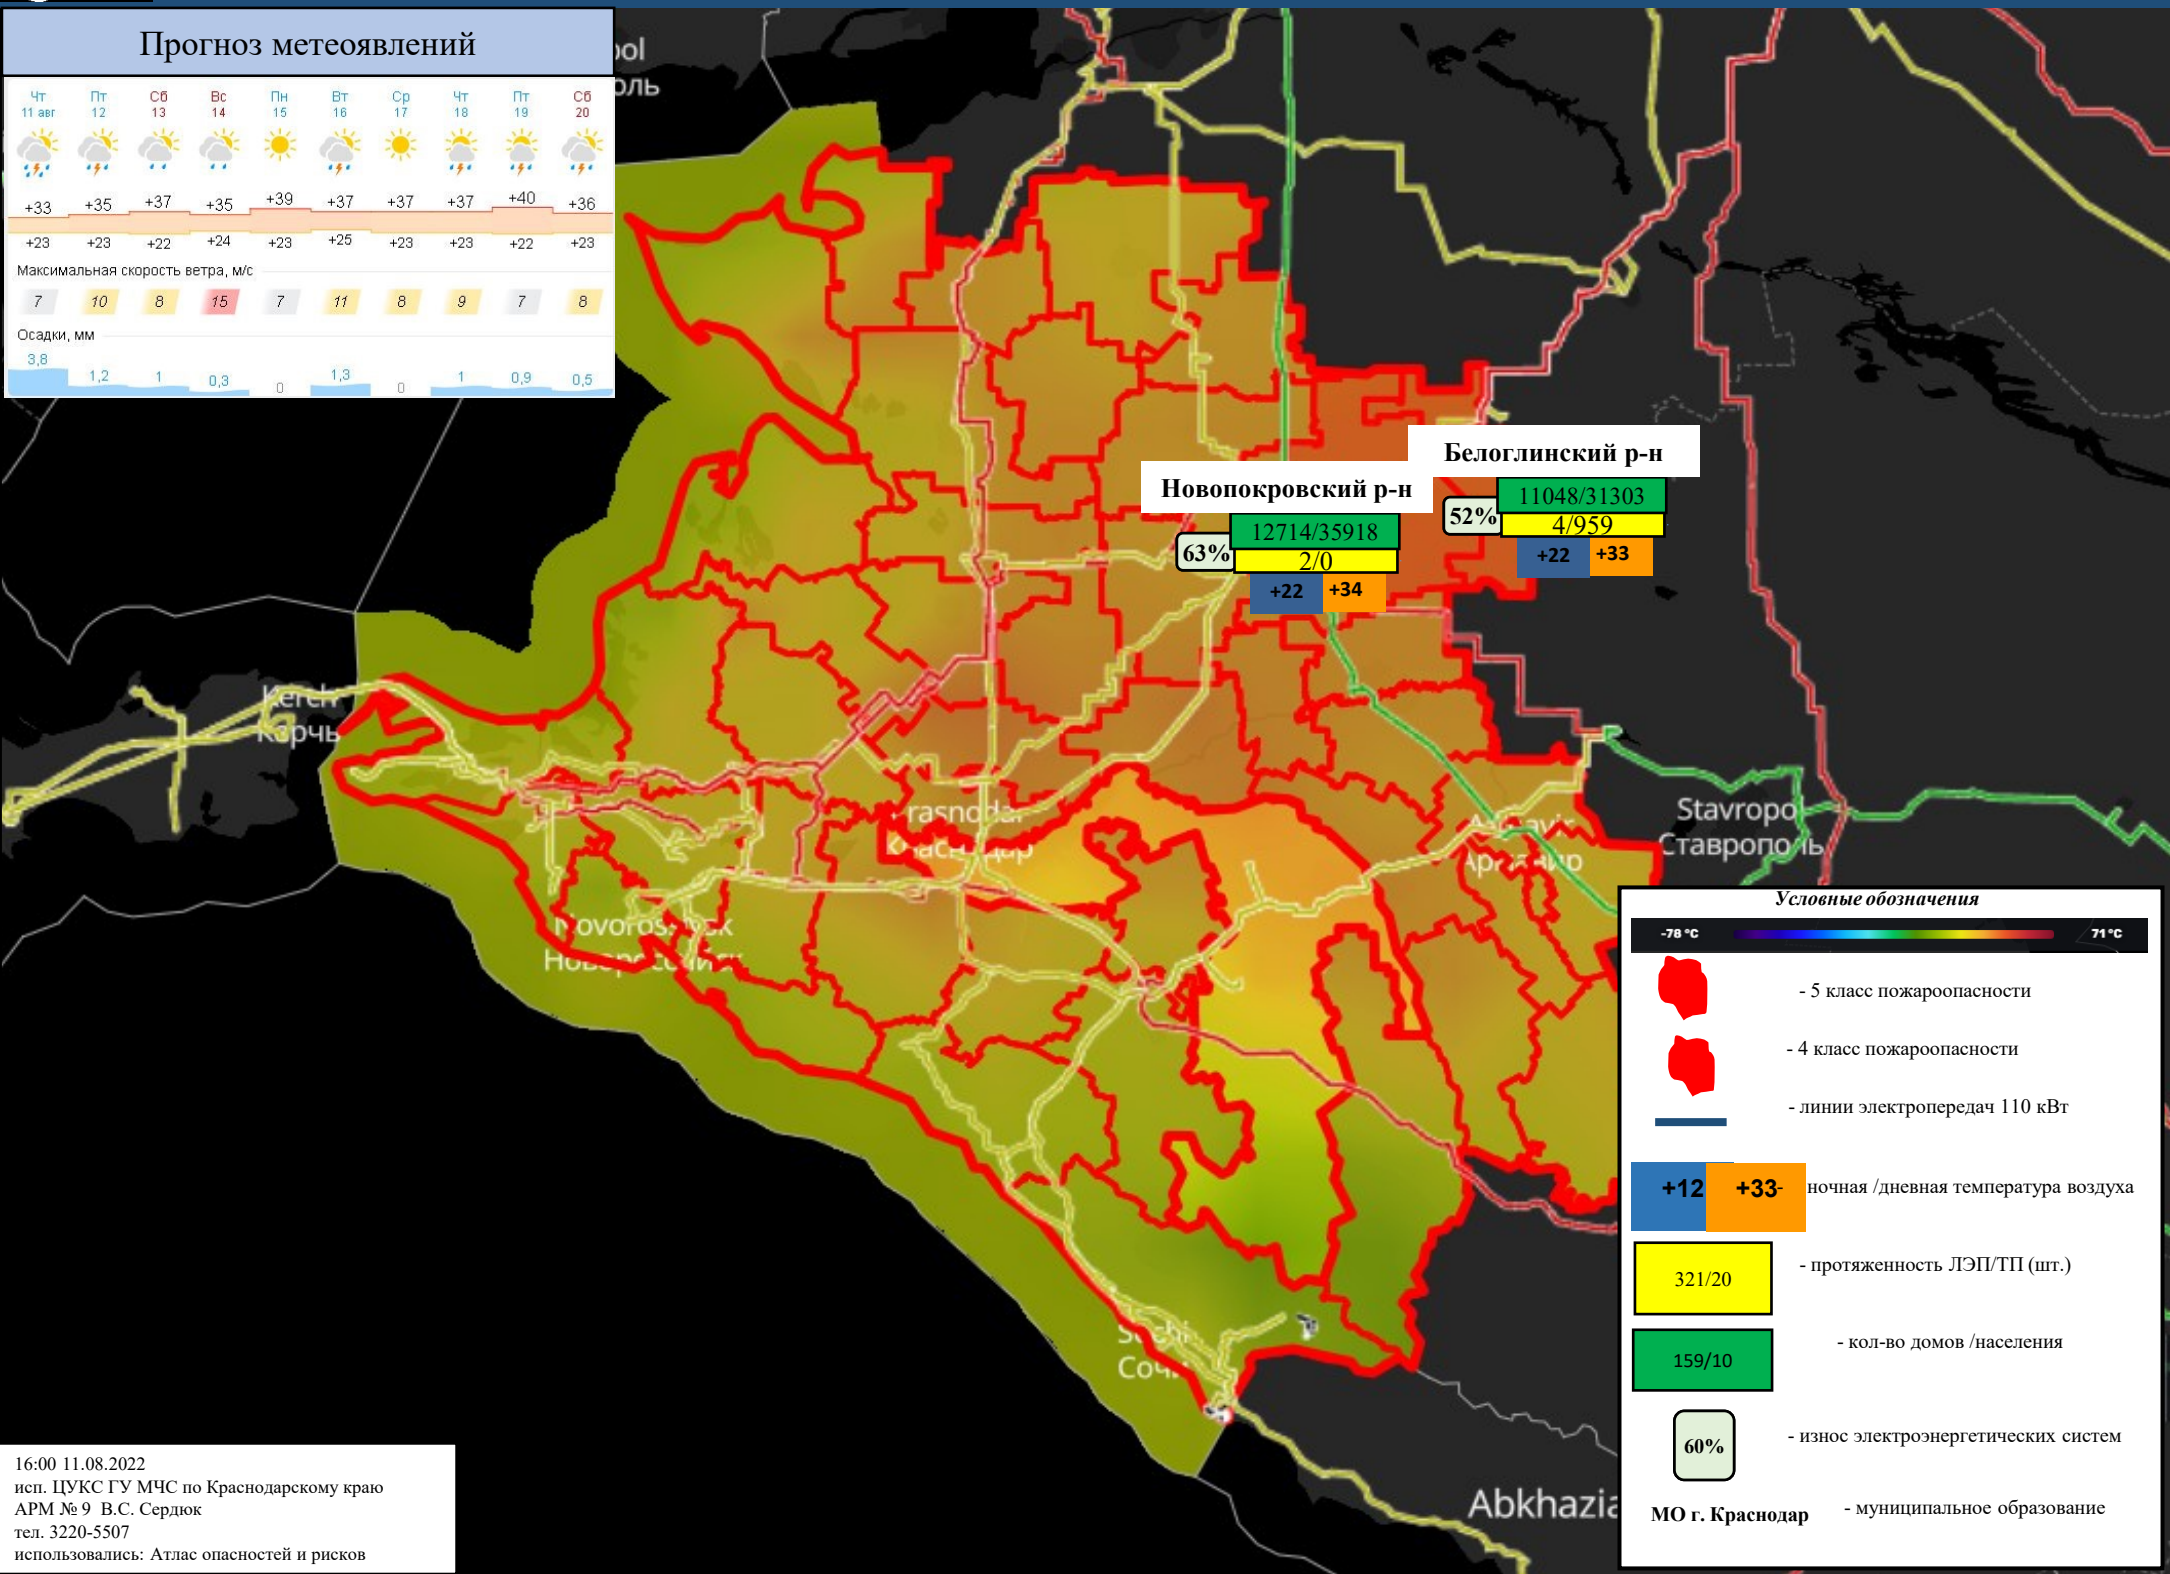 Прогноз метеоявлений
Чт Пт Сб Вс Пн Вт Ср Чт Пт Сб
11 авг 12 13 14 15 16 17 18 19 20
+33 +35 +37 +35 +39 +37 +37 +37 +40 +36
+23 +23 +22 +24 +23 +25 +23 +23 +22 +23
Максимальная скорость ветра, м/с
7 10 8 15 7 11 8 9 7 8
Осадки, мм
3,8 1,2 1 0,3 0 1,3 0 1 0,9 0,5
Белоглинский р-н
11048/31303
52%
4/959
+22 +33
Новопокровский р-н
12714/35918
63%
2/0
+22 +34
Kerch
Керчь
Krasnodar
Краснодар
Armavir
Армавир
Stavropol
Ставрополь
Novorossiysk
Новороссийск
Sochi
Сочи
Abkhazia
Условные обозначения
-78 °C 71 °C
- 5 класс пожароопасности
- 4 класс пожароопасности
- линии электропередач 110 кВт
+12 +33 - ночная /дневная температура воздуха
321/20 - протяженность ЛЭП/ТП (шт.)
159/10 - кол-во домов /населения
60% - износ электроэнергетических систем
МО г. Краснодар - муниципальное образование
16:00 11.08.2022
исп. ЦУКС ГУ МЧС по Краснодарскому краю
АРМ № 9 В.С. Сердюк
тел. 3220-5507
использовались: Атлас опасностей и рисков